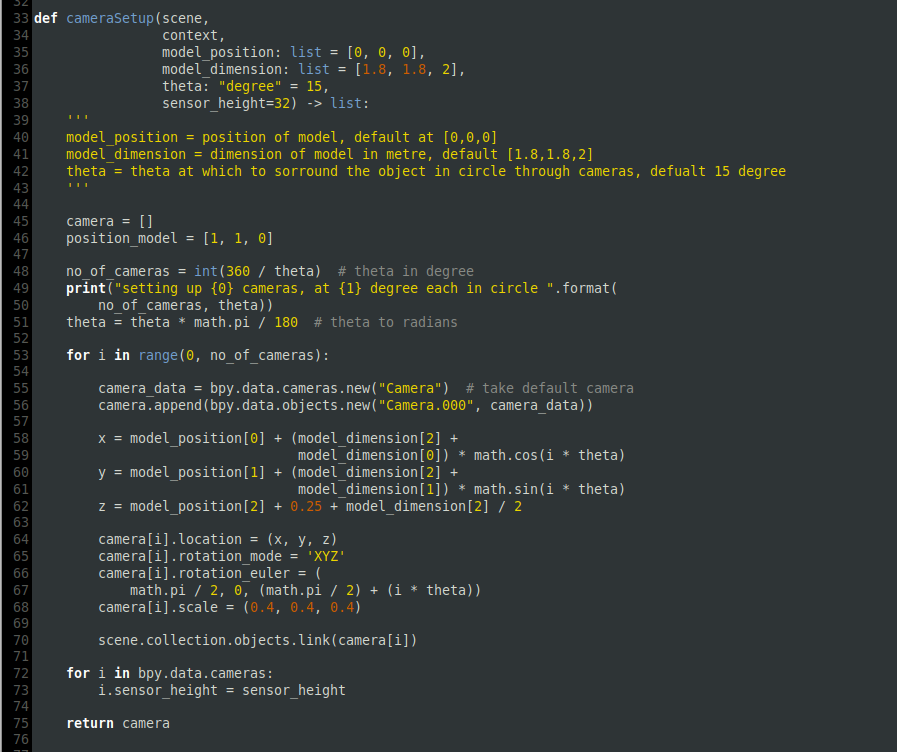 32
33 def cameraSetup(scene,
34                 context,
35                 model_position: list = [0, 0, 0],
36                 model_dimension: list = [1.8, 1.8, 2],
37                 theta: "degree" = 15,
38                 sensor_height=32) -> list:
39     '''
40     model_position = position of model, default at [0,0,0]
41     model_dimension = dimension of model in metre, default [1.8,1.8,2]
42     theta = theta at which to sorround the object in circle through cameras, defualt 15 degree
43     '''
44
45     camera = []
46     position_model = [1, 1, 0]
47
48     no_of_cameras = int(360 / theta)  # theta in degree
49     print("setting up {0} cameras, at {1} degree each in circle ".format(
50         no_of_cameras, theta))
51     theta = theta * math.pi / 180  # theta to radians
52
53     for i in range(0, no_of_cameras):
54
55         camera_data = bpy.data.cameras.new("Camera")  # take default camera
56         camera.append(bpy.data.objects.new("Camera.000", camera_data))
57
58         x = model_position[0] + (model_dimension[2] +
59                                  model_dimension[0]) * math.cos(i * theta)
60         y = model_position[1] + (model_dimension[2] +
61                                  model_dimension[1]) * math.sin(i * theta)
62         z = model_position[2] + 0.25 + model_dimension[2] / 2
63
64         camera[i].location = (x, y, z)
65         camera[i].rotation_mode = 'XYZ'
66         camera[i].rotation_euler = (
67             math.pi / 2, 0, (math.pi / 2) + (i * theta))
68         camera[i].scale = (0.4, 0.4, 0.4)
69
70         scene.collection.objects.link(camera[i])
71
72     for i in bpy.data.cameras:
73         i.sensor_height = sensor_height
74
75     return camera
76